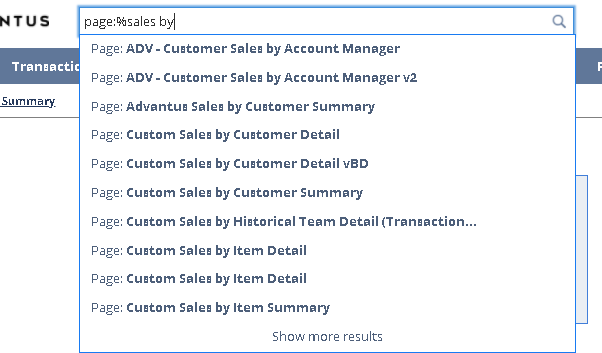 NTUS
page:%sales by
Transactio
Summary
Page: ADV - Customer Sales by Account Manager
Page: ADV - Customer Sales by Account Manager v2
Page: Advantus Sales by Customer Summary
Page: Custom Sales by Customer Detail
Page: Custom Sales by Customer Detail vBD
Page: Custom Sales by Customer Summary
Page: Custom Sales by Historical Team Detail (Transaction...
Page: Custom Sales by Item Detail
Page: Custom Sales by Item Detail
Page: Custom Sales by Item Summary
Show more results